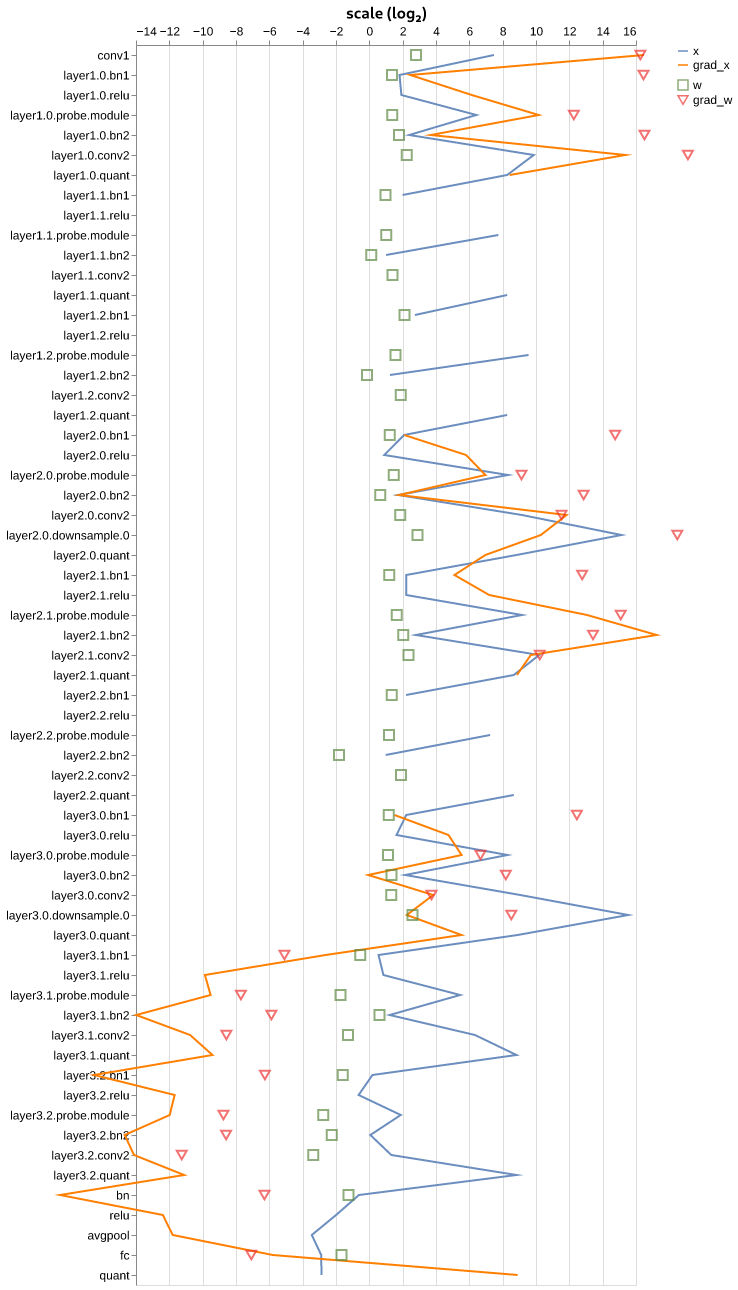 scale (log₂)
−14 −12 −10 −8 −6 −4 −2 0 2 4 6 8 10 12 14 16
x
grad_x
w
grad_w
conv1
layer1.0.bn1
layer1.0.relu
layer1.0.probe.module
layer1.0.bn2
layer1.0.conv2
layer1.0.quant
layer1.1.bn1
layer1.1.relu
layer1.1.probe.module
layer1.1.bn2
layer1.1.conv2
layer1.1.quant
layer1.2.bn1
layer1.2.relu
layer1.2.probe.module
layer1.2.bn2
layer1.2.conv2
layer1.2.quant
layer2.0.bn1
layer2.0.relu
layer2.0.probe.module
layer2.0.bn2
layer2.0.conv2
layer2.0.downsample.0
layer2.0.quant
layer2.1.bn1
layer2.1.relu
layer2.1.probe.module
layer2.1.bn2
layer2.1.conv2
layer2.1.quant
layer2.2.bn1
layer2.2.relu
layer2.2.probe.module
layer2.2.bn2
layer2.2.conv2
layer2.2.quant
layer3.0.bn1
layer3.0.relu
layer3.0.probe.module
layer3.0.bn2
layer3.0.conv2
layer3.0.downsample.0
layer3.0.quant
layer3.1.bn1
layer3.1.relu
layer3.1.probe.module
layer3.1.bn2
layer3.1.conv2
layer3.1.quant
layer3.2.bn1
layer3.2.relu
layer3.2.probe.module
layer3.2.bn2
layer3.2.conv2
layer3.2.quant
bn
relu
avgpool
fc
quant